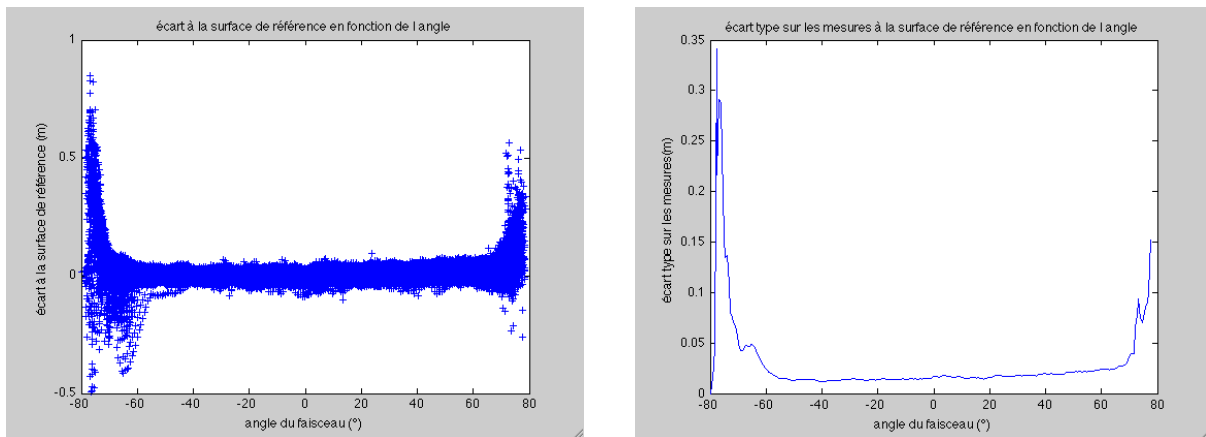 écart à la surface de référence en fonction de l angle
1
0.5
0
-0.5
écart à la surface de référence (m)
-80 -60 -40 -20 0 20 40 60 80
angle du faisceau (°)
écart type sur les mesures à la surface de référence en fonction de l angle
0.35
0.3
0.25
0.2
0.15
0.1
0.05
0
écart type sur les mesures(m)
-80 -60 -40 -20 0 20 40 60 80
angle du faisceau (°)